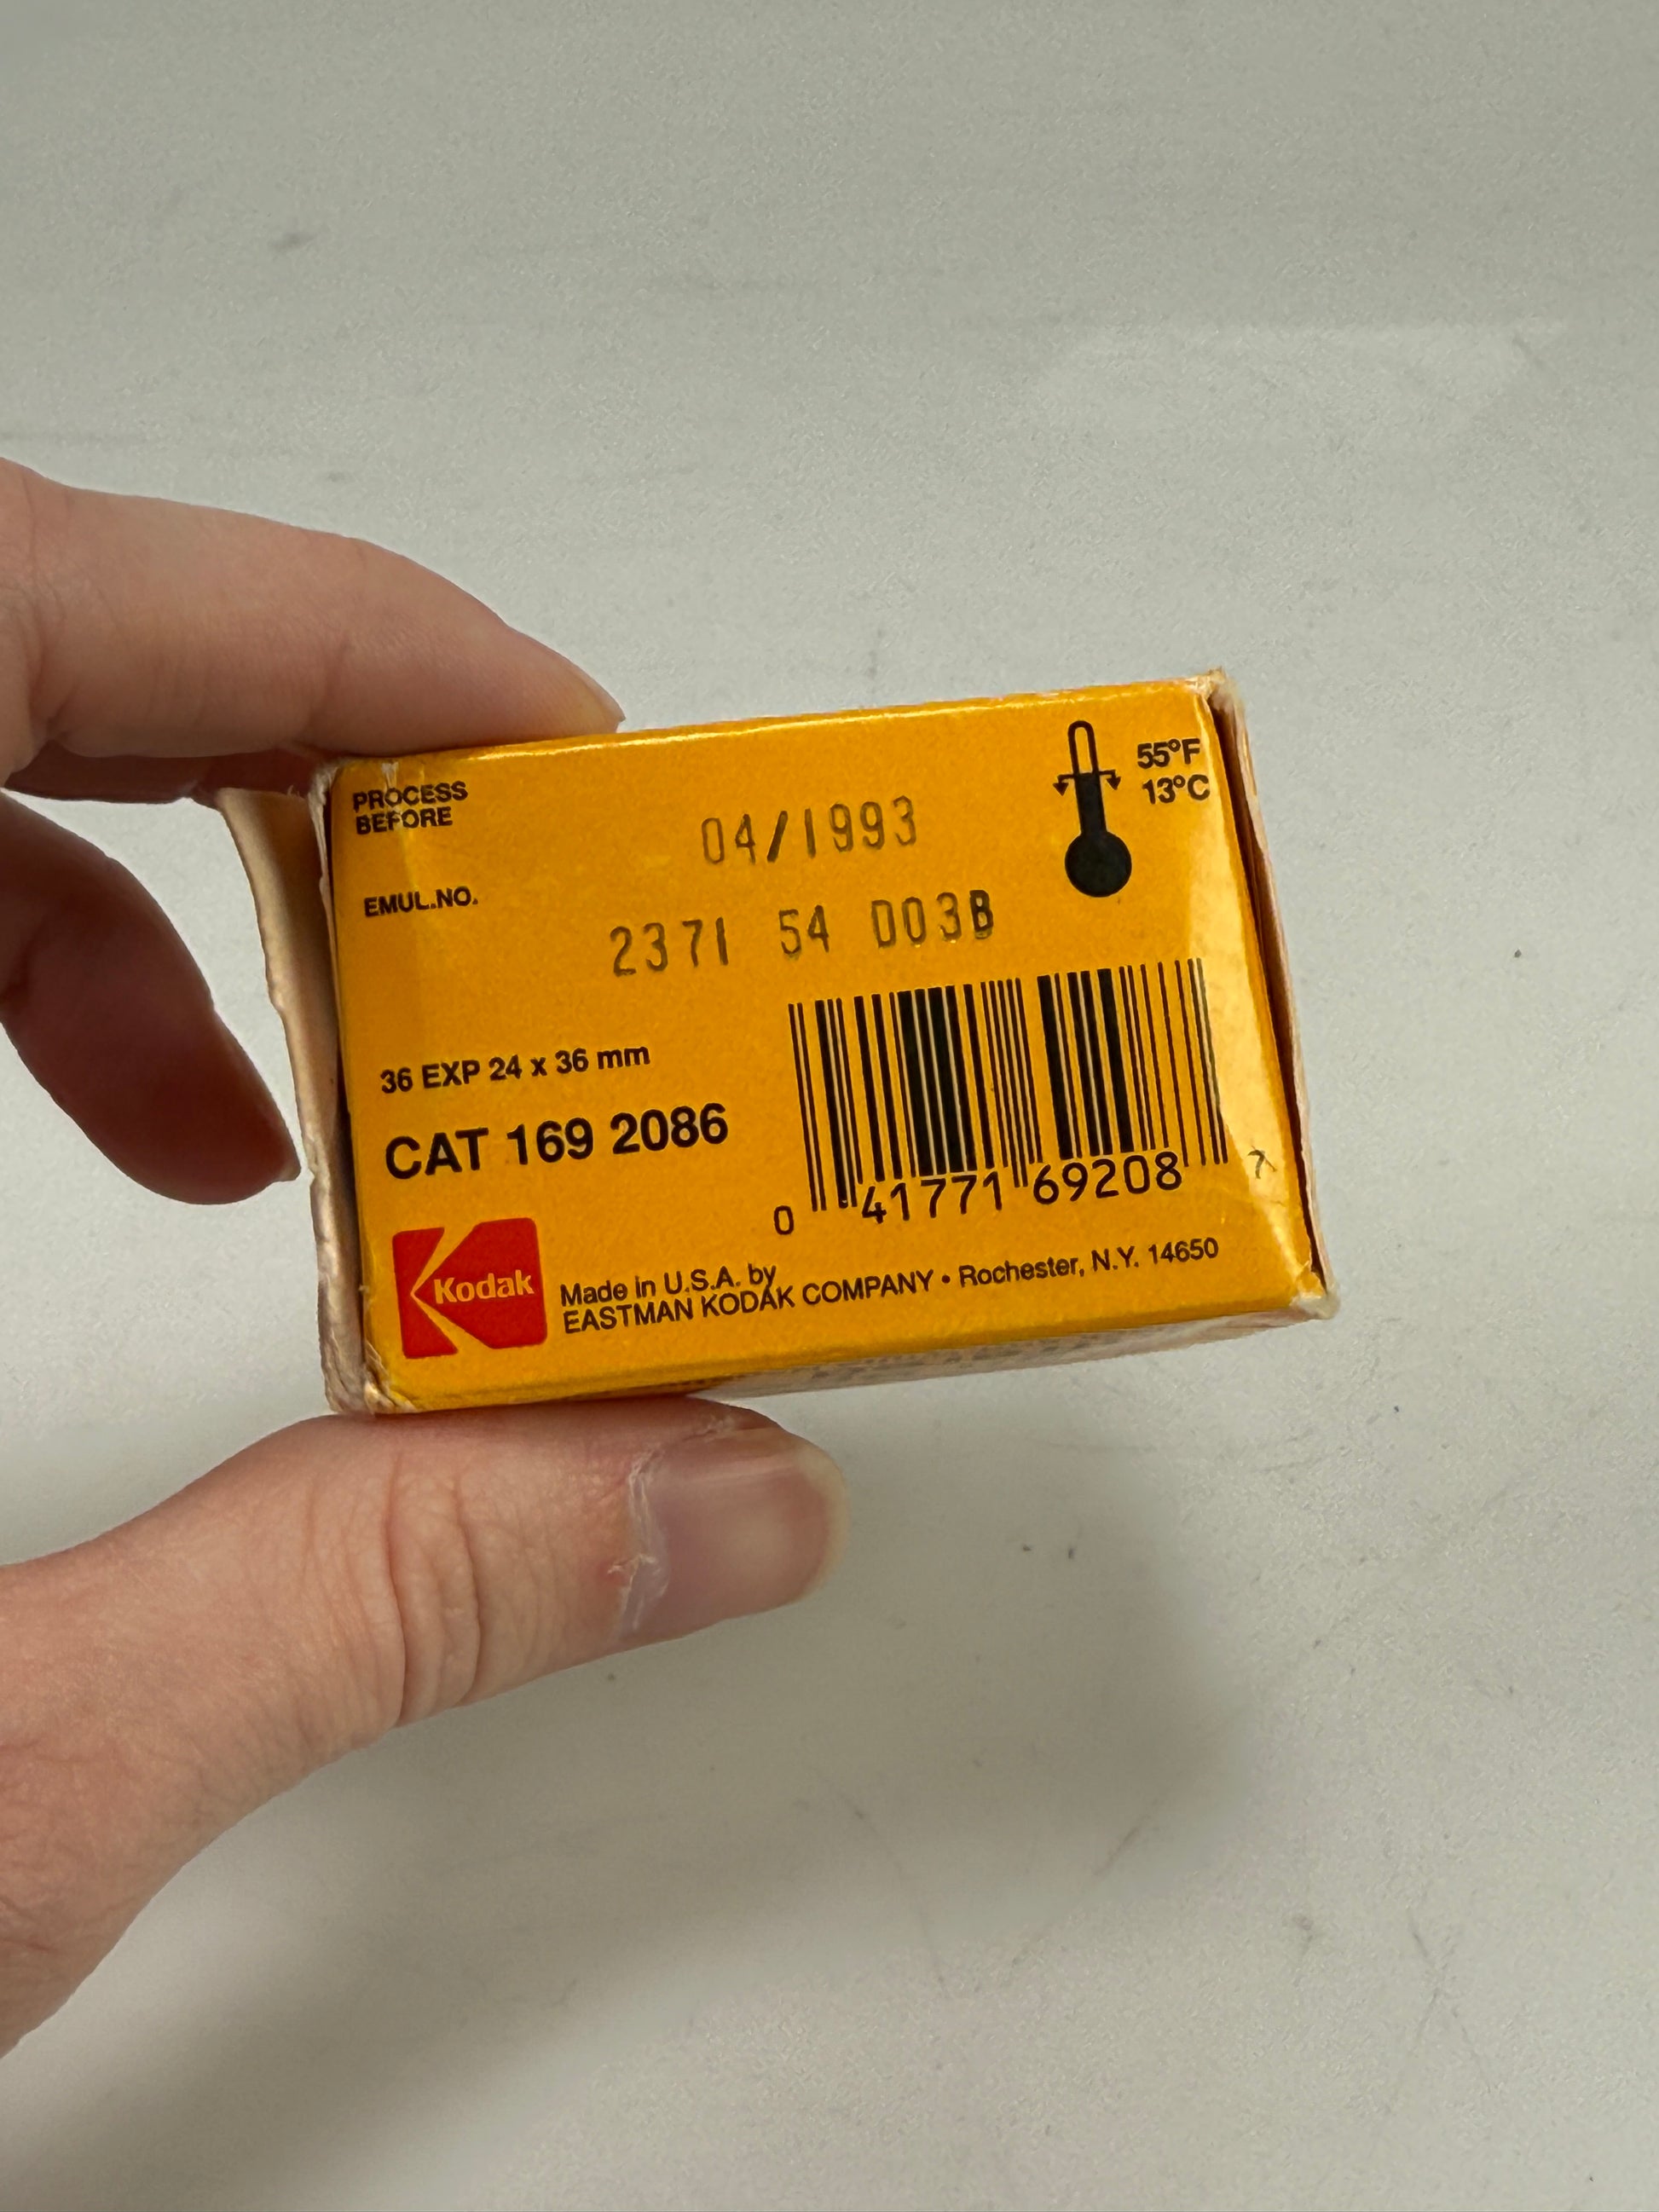 PROCESS
BEFORE
04/1993
55°F
13°C
EMUL.NO.
2371 54 D03B
36 EXP 24 x 36 mm
CAT 169 2086
0 41771 69208 7
Kodak
Made in U.S.A. by
EASTMAN KODAK COMPANY • Rochester, N.Y. 14650